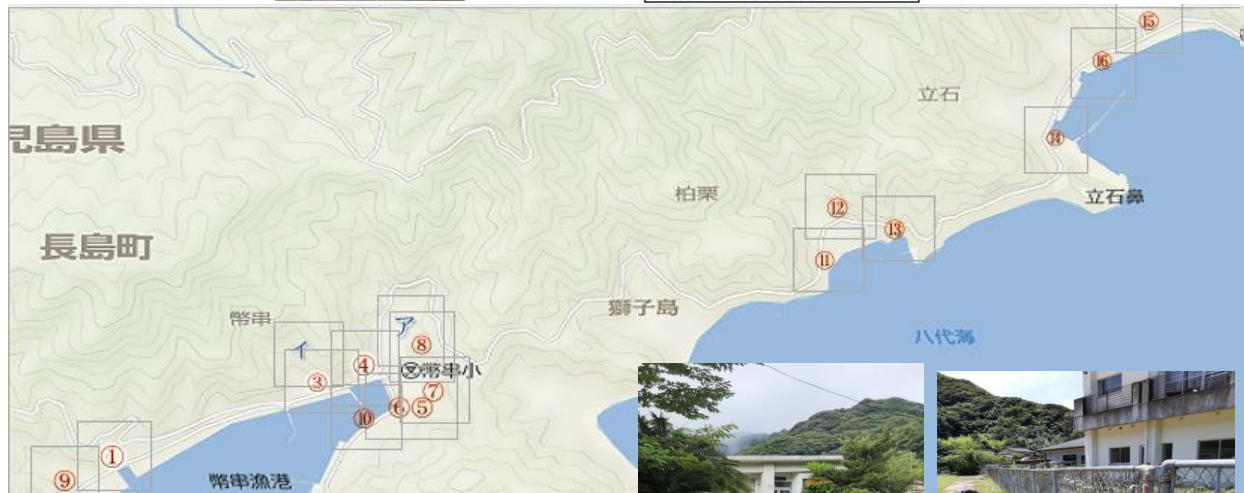 ⑮
⑯
立石
児島県
⑭
柏栗
⑫
立石鼻
⑬
長島町
⑪
獅子島
幣串
ア
八代海
イ
⑧
④
幣串小
③
⑦
⑥
⑤
⑩
①
⑨
幣串漁港